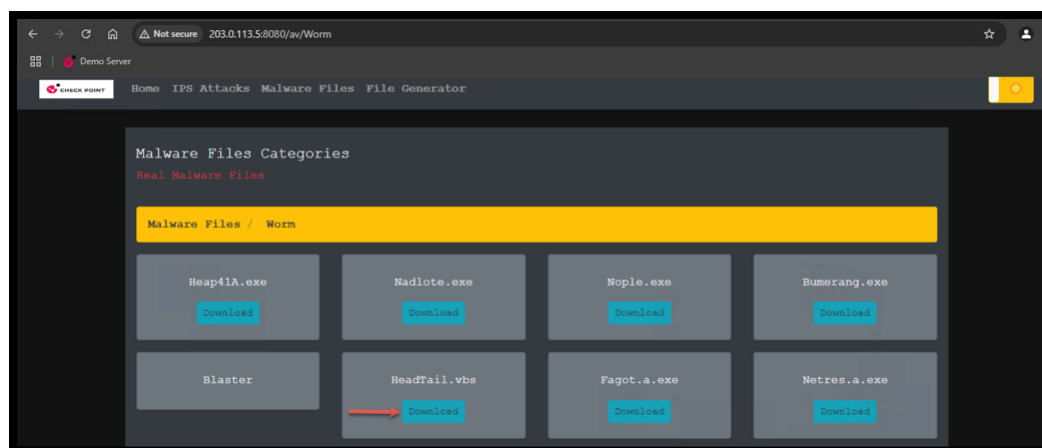 Not secure 203.0.113.5:8080/av/Worm
Demo Server
CHECK POINT Home IPS Attacks Malware Files File Generator
Malware Files Categories
Real Malware Files
Malware Files / Worm
Heap41A.exe Nadlote.exe Nople.exe Bumerang.exe
Download Download Download Download
Blaster HeadTail.vbs Fagot.a.exe Netres.a.exe
Download Download Download